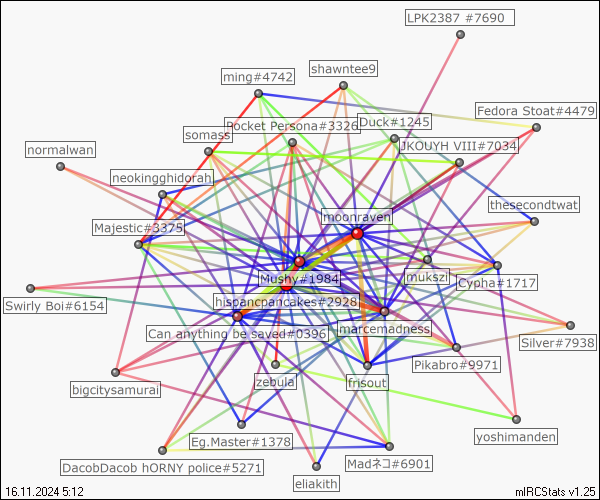 LPK2387 #7690
shawntee9
ming#4742
Fedora Stoat#4479
Duck#1245
Pocket Persona#3326
somass
JKOUYH VIII#7034
normalwan
neokingghidorah
thesecondtwat
moonraven
Majestic#3375
Mushy#1984
mukszi
Cypha#1717
hispancpancakes#2928
Swirly Boi#6154
marcemadness
Can anything be saved#0396
Silver#7938
Pikabro#9971
zebula
frisout
bigcitysamurai
yoshimanden
Eg.Master#1378
DacobDacob hORNY police#5271
Madネコ#6901
eliakith
16.11.2024 5:12
mIRCStats v1.25